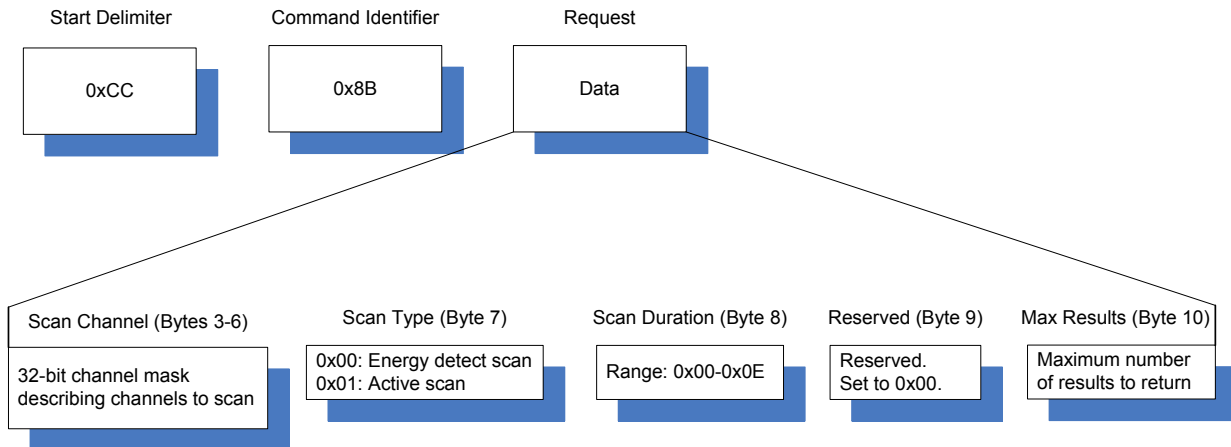 Start Delimiter
Command Identifier
Request
0xCC
0x8B
Data
Scan Channel (Bytes 3-6)
Scan Type (Byte 7)
Scan Duration (Byte 8)
Reserved (Byte 9)
Max Results (Byte 10)
32-bit channel mask
describing channels to scan
0x00: Energy detect scan
0x01: Active scan
Range: 0x00-0x0E
Reserved.
Set to 0x00.
Maximum number
of results to return